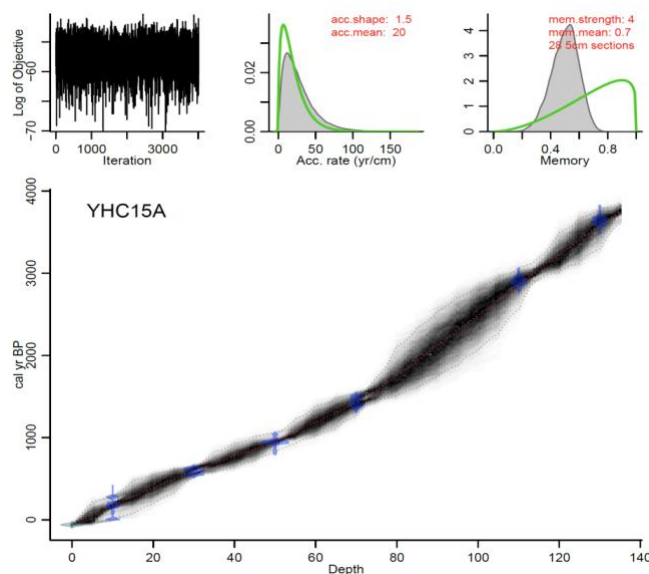 Log of Objective
−70
−60
0
1000
3000
Iteration
acc.shape: 1.5
acc.mean: 20
0.00
0.02
0
50
100
150
Acc. rate (yr/cm)
mem.strength: 4
mem.mean: 0.7
28 5cm sections
0
1
2
3
4
0.0
0.4
0.8
Memory
YHC15A
cal yr BP
0
1000
2000
3000
4000
0
20
40
60
80
100
120
140
Depth